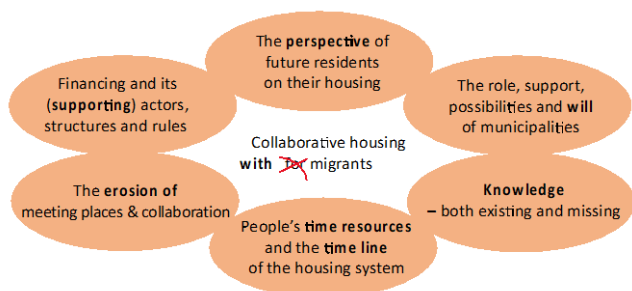 The perspective of
future residents
on their housing
Financing and its
(supporting) actors,
structures and rules
The role, support,
possibilities and will
of municipalities
Collaborative housing
with for migrants
The erosion of
meeting places & collaboration
Knowledge
– both existing and missing
People's time resources
and the time line
of the housing system